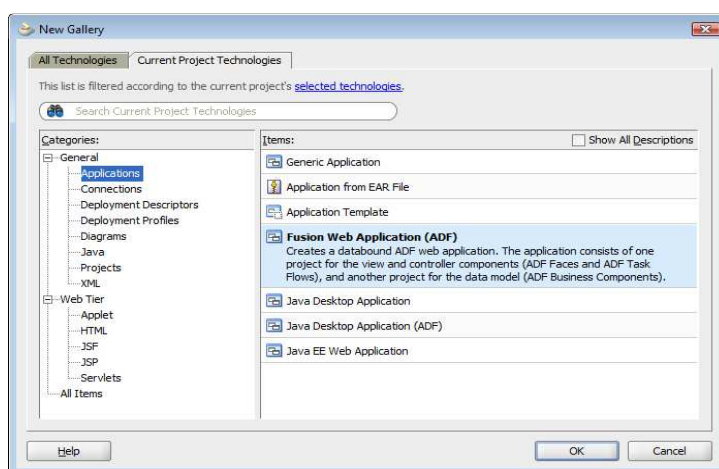 New Gallery
All Technologies
Current Project Technologies
This list is filtered according to the current project's selected technologies.
Search Current Project Technologies
Categories:
General
Applications
Connections
Deployment Descriptors
Deployment Profiles
Diagrams
Java
Projects
XML
Web Tier
Applet
HTML
JSF
JSP
Servlets
All Items
Items:
Show All Descriptions
Generic Application
Application from EAR File
Application Template
Fusion Web Application (ADF)
Creates a databound ADF web application. The application consists of one
project for the view and controller components (ADF Faces and ADF Task
Flows), and another project for the data model (ADF Business Components).
Java Desktop Application
Java Desktop Application (ADF)
Java EE Web Application
Help
OK
Cancel